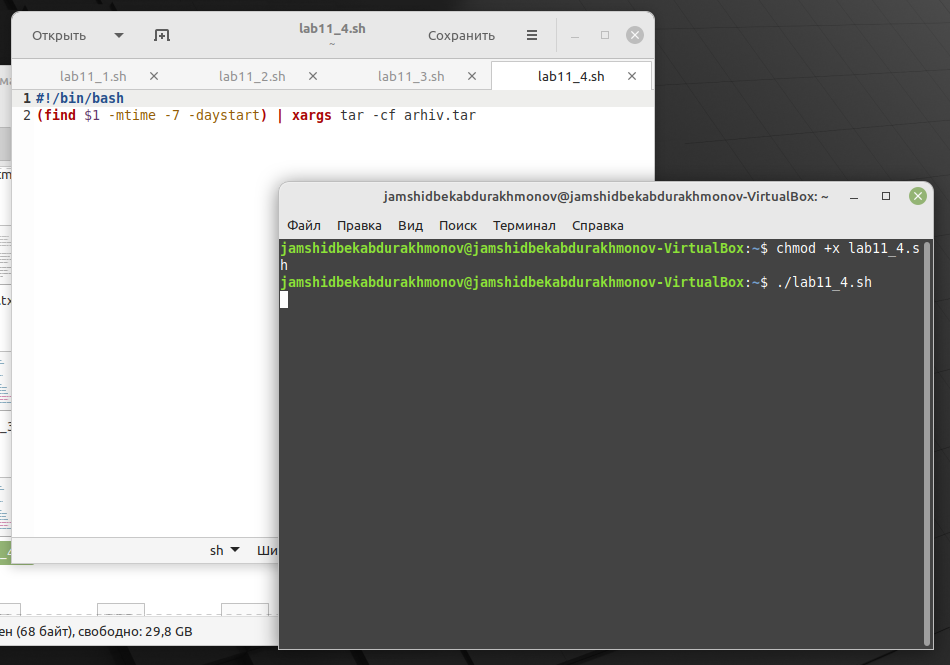 Открыть
lab11_4.sh
~
Сохранить
lab11_1.sh
lab11_2.sh
lab11_3.sh
lab11_4.sh
1 #!/bin/bash
2 (find $1 -mtime -7 -daystart) | xargs tar -cf arhiv.tar
sh
Ши
ен (68 байт), свободно: 29,8 GB
jamshidbekabdurakhmonov@jamshidbekabdurakhmonov-VirtualBox: ~
Файл Правка Вид Поиск Терминал Справка
jamshidbekabdurakhmonov@jamshidbekabdurakhmonov-VirtualBox:~$ chmod +x lab11_4.s
h
jamshidbekabdurakhmonov@jamshidbekabdurakhmonov-VirtualBox:~$ ./lab11_4.sh